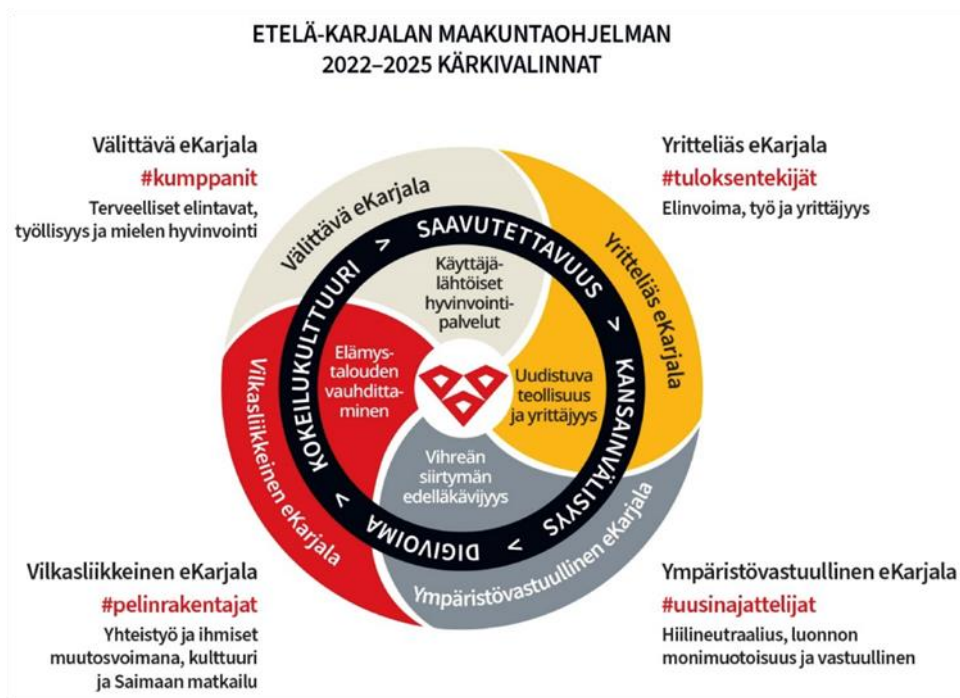 ETELÄ-KARJALAN MAAKUNTAOHJELMAN
2022–2025 KÄRKIVALINNAT
Välittävä eKarjala
#kumppanit
Terveelliset elintavat,
työllisyys ja mielen hyvinvointi
Yritteliäs eKarjala
#tuloksentekijät
Elinvoima, työ ja yrittäjyys
Välittävä eKarjala
Yritteliäs eKarjala
Ympäristövastuullinen eKarjala
Vilkasliikkeinen eKarjala
SAAVUTETTAVUUS > KANSAINVÄLISYYS > DIGIVOIMA > KOKEILUKULTTUURI >
Käyttäjä-
lähtöiset
hyvinvointi-
palvelut
Elämys-
talouden
vauhditta-
minen
Uudistuva
teollisuus
ja yrittäjyys
Vihreän
siirtymän
edelläkävijyys
Vilkasliikkeinen eKarjala
#pelinrakentajat
Yhteistyö ja ihmiset
muutosvoimana, kulttuuri
ja Saimaan matkailu
Ympäristövastuullinen eKarjala
#uusinajattelijat
Hiilineutraalius, luonnon
monimuotoisuus ja vastuullinen